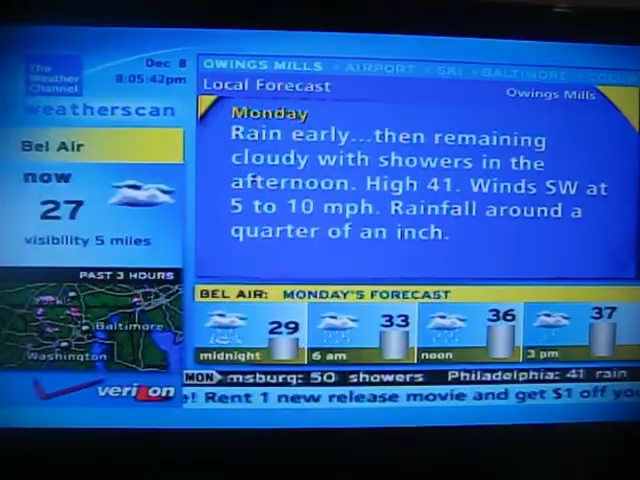 The
Weather
Channel
Dec 8
8:05:42pm
weatherscan
Bel Air
now
27
visibility 5 miles
PAST 3 HOURS
Baltimore
Washington
verizon
OWINGS MILLS AIRPORT SKI BALTIMORE
Local Forecast
Owings Mills
Monday
Rain early...then remaining
cloudy with showers in the
afternoon. High 41. Winds SW at
5 to 10 mph. Rainfall around a
quarter of an inch.
BEL AIR: MONDAY'S FORECAST
29 33 36 37
midnight 6 am noon 3 pm
MON msburg: 50 showers Philadelphia: 41 rain
e! Rent 1 new release movie and get $1 off you